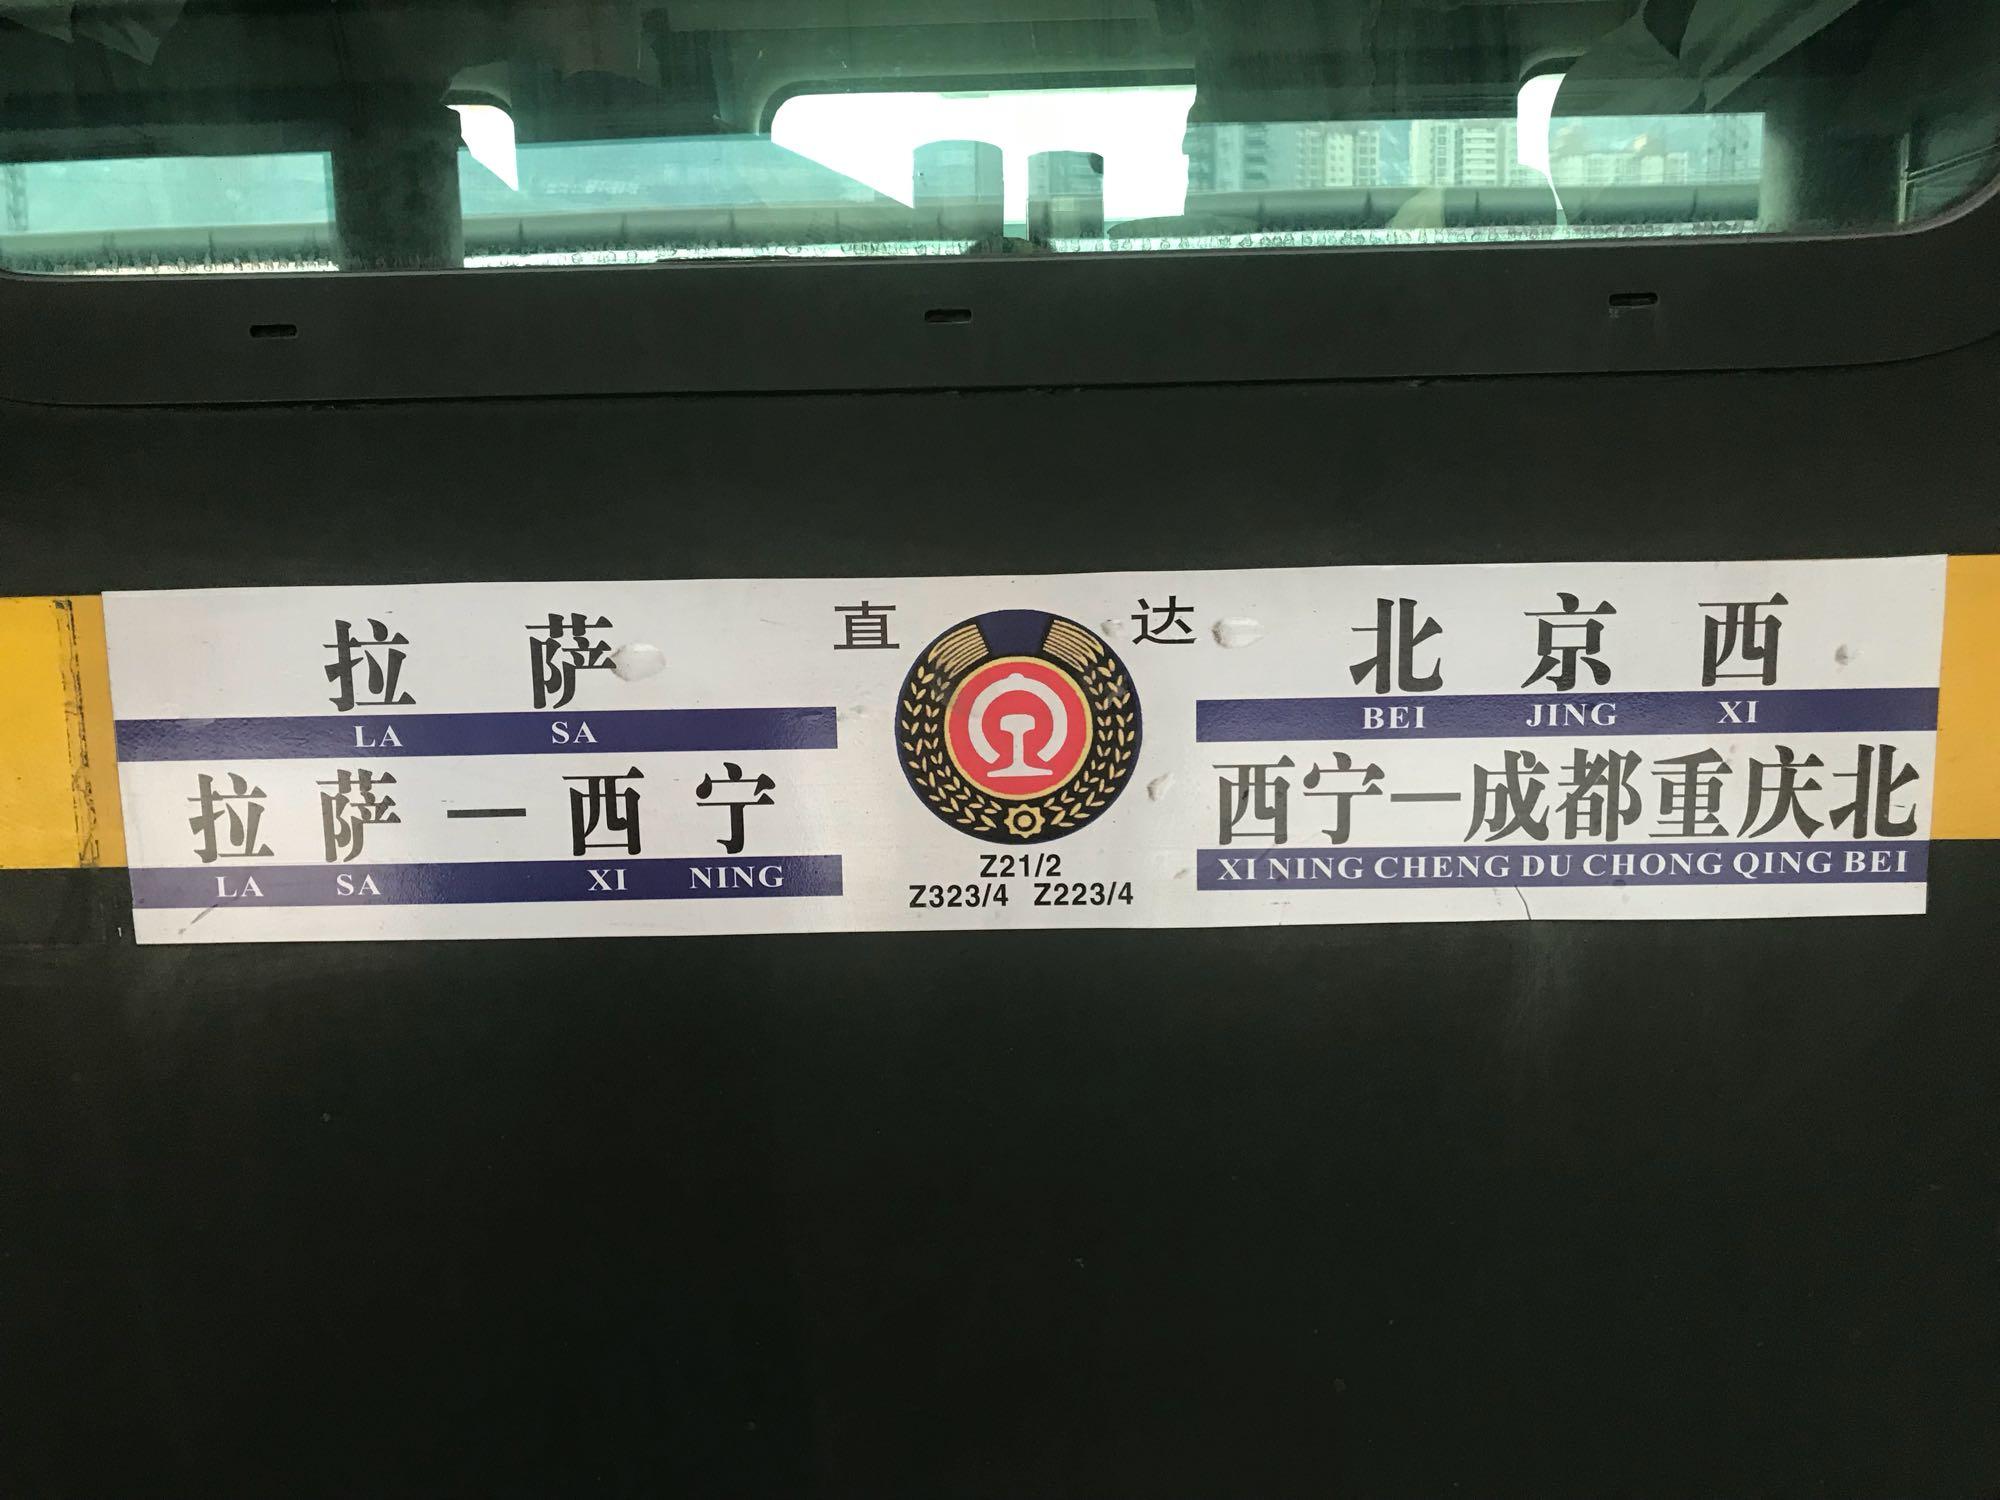 拉萨 直达 北京西
LA SA BEI JING XI
拉萨—西宁 西宁—成都重庆北
LA SA XI NING XI NING CHENG DU CHONG QING BEI
Z21/2
Z323/4 Z223/4